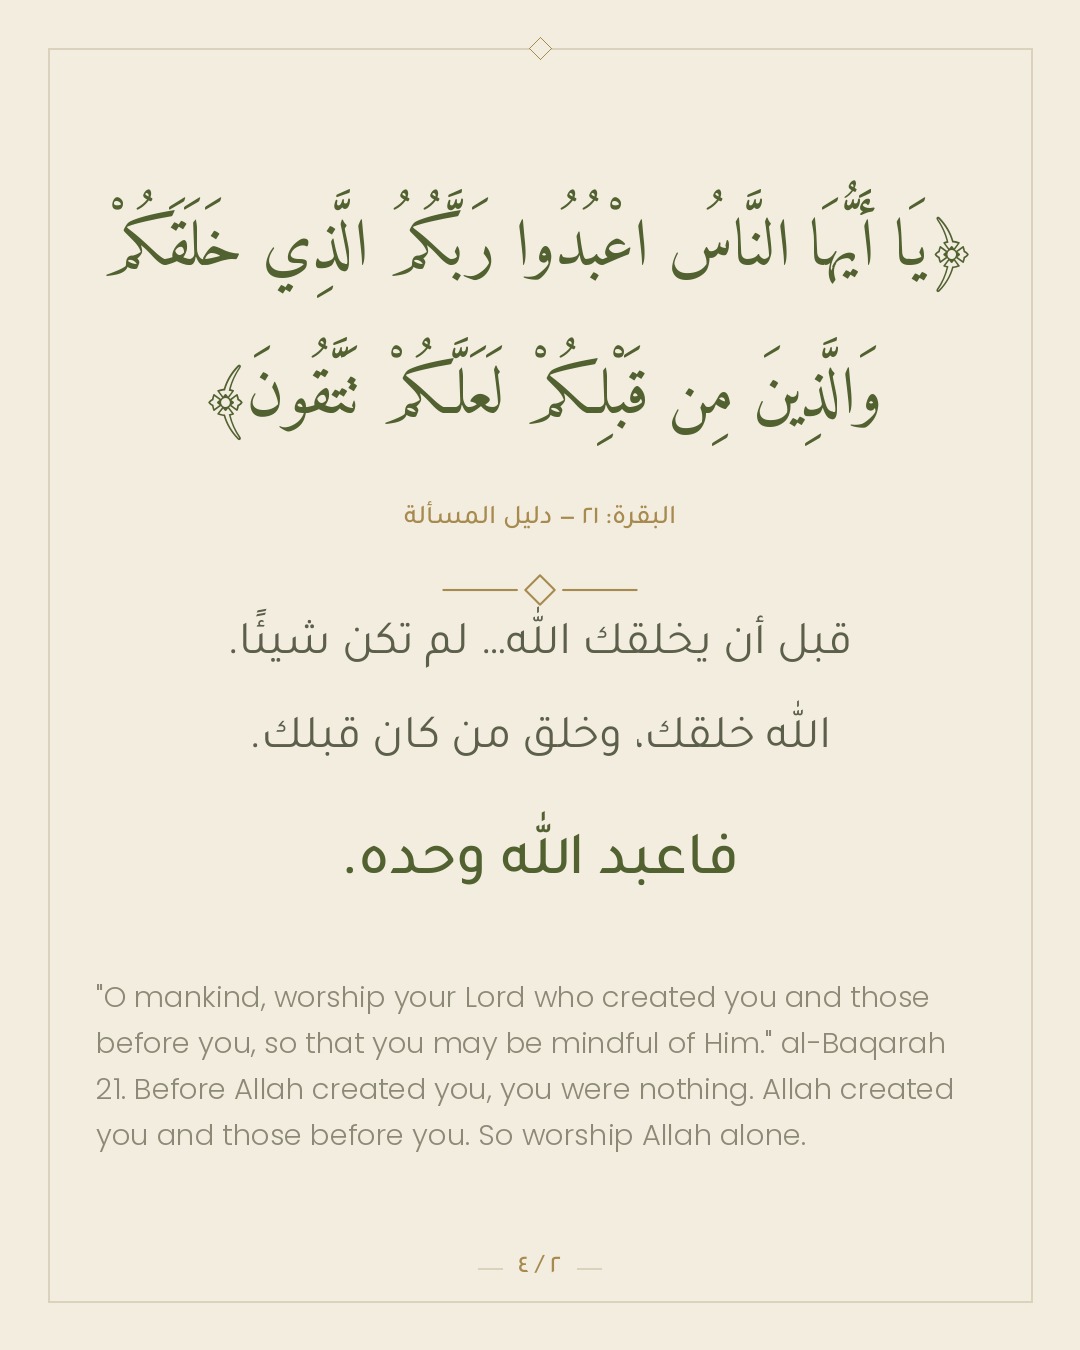 ﴿يَا أَيُّهَا النَّاسُ اعْبُدُوا رَبَّكُمُ الَّذِي خَلَقَكُمْ
وَالَّذِينَ مِن قَبْلِكُمْ لَعَلَّكُمْ تَتَّقُونَ﴾
البقرة: ٢١ – دليل المسألة
قبل أن يخلقك الله... لم تكن شيئًا.
الله خلقك، وخلق من كان قبلك.
فاعبد الله وحده.
"O mankind, worship your Lord who created you and those
before you, so that you may be mindful of Him." al-Baqarah
21. Before Allah created you, you were nothing. Allah created
you and those before you. So worship Allah alone.
٢ / ٤